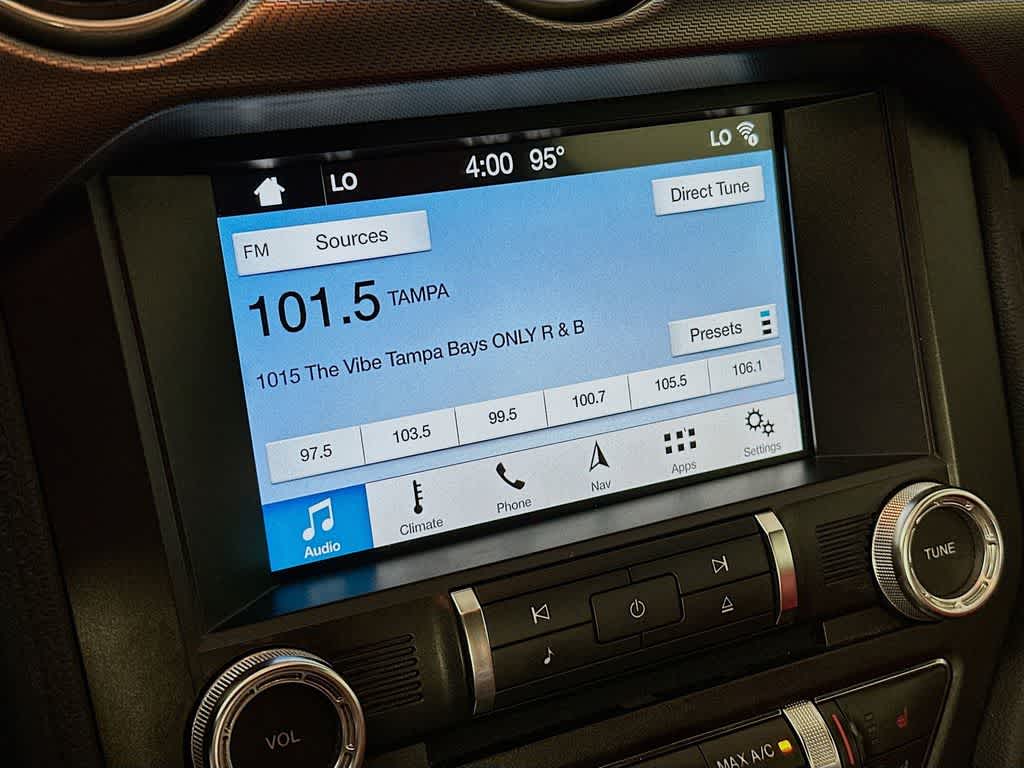 LO 4:00 95° LO
FM Sources Direct Tune
101.5 TAMPA
1015 The Vibe Tampa Bays ONLY R & B
Presets
97.5 103.5 99.5 100.7 105.5 106.1
Audio Climate Phone Nav Apps Settings
TUNE
VOL
MAX A/C